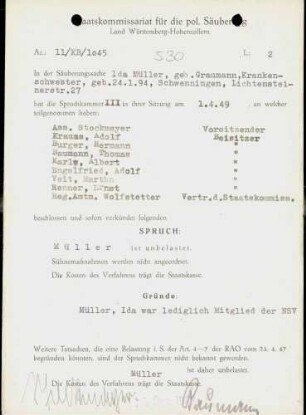 Staatskommissariat für die pol. Säuberung
Land Württemberg-Hohenzollern
Az.: 11/KB/1o45
530
L: 2
In der Säuberungssache Ida Müller, geb.Graumann,Kranken-
schwester, geb.24.1.94, Schwenningen, Lichtenstei-
nerstr.27
hat die Spruchkammer III in ihrer Sitzung am 1.4.49 , an welcher
teilgenommen haben:
Ass. Stockmayer Vorsitzender
Krauss, Adolf Beisitzer
Burger, Hermann "
Baumann, Thomas "
Karle, Albert "
Engelfried, Adolf "
Veit, Martha "
Renner, Ernst "
Reg.Amtm. Wolfstetter Vertr.d.Staatskommiss.
beschlossen und sofort verkündet folgenden
SPRUCH:
Müller ist unbelastet.
Sühnemaßnahmen werden nicht angeordnet.
Die Kosten des Verfahrens trägt die Staatskasse.
Gründe:
Müller, Ida war lediglich Mitglied der NSV
Weitere Tatsachen, die eine Belastung i. S. der Art. 4–7 der RAO vom 25. 4. 47
begründen könnten, sind der Spruchkammer nicht bekannt geworden.
Müller ist daher unbelastet.
Die Kosten des Verfahrens trägt die Staatskasse.
Baumann